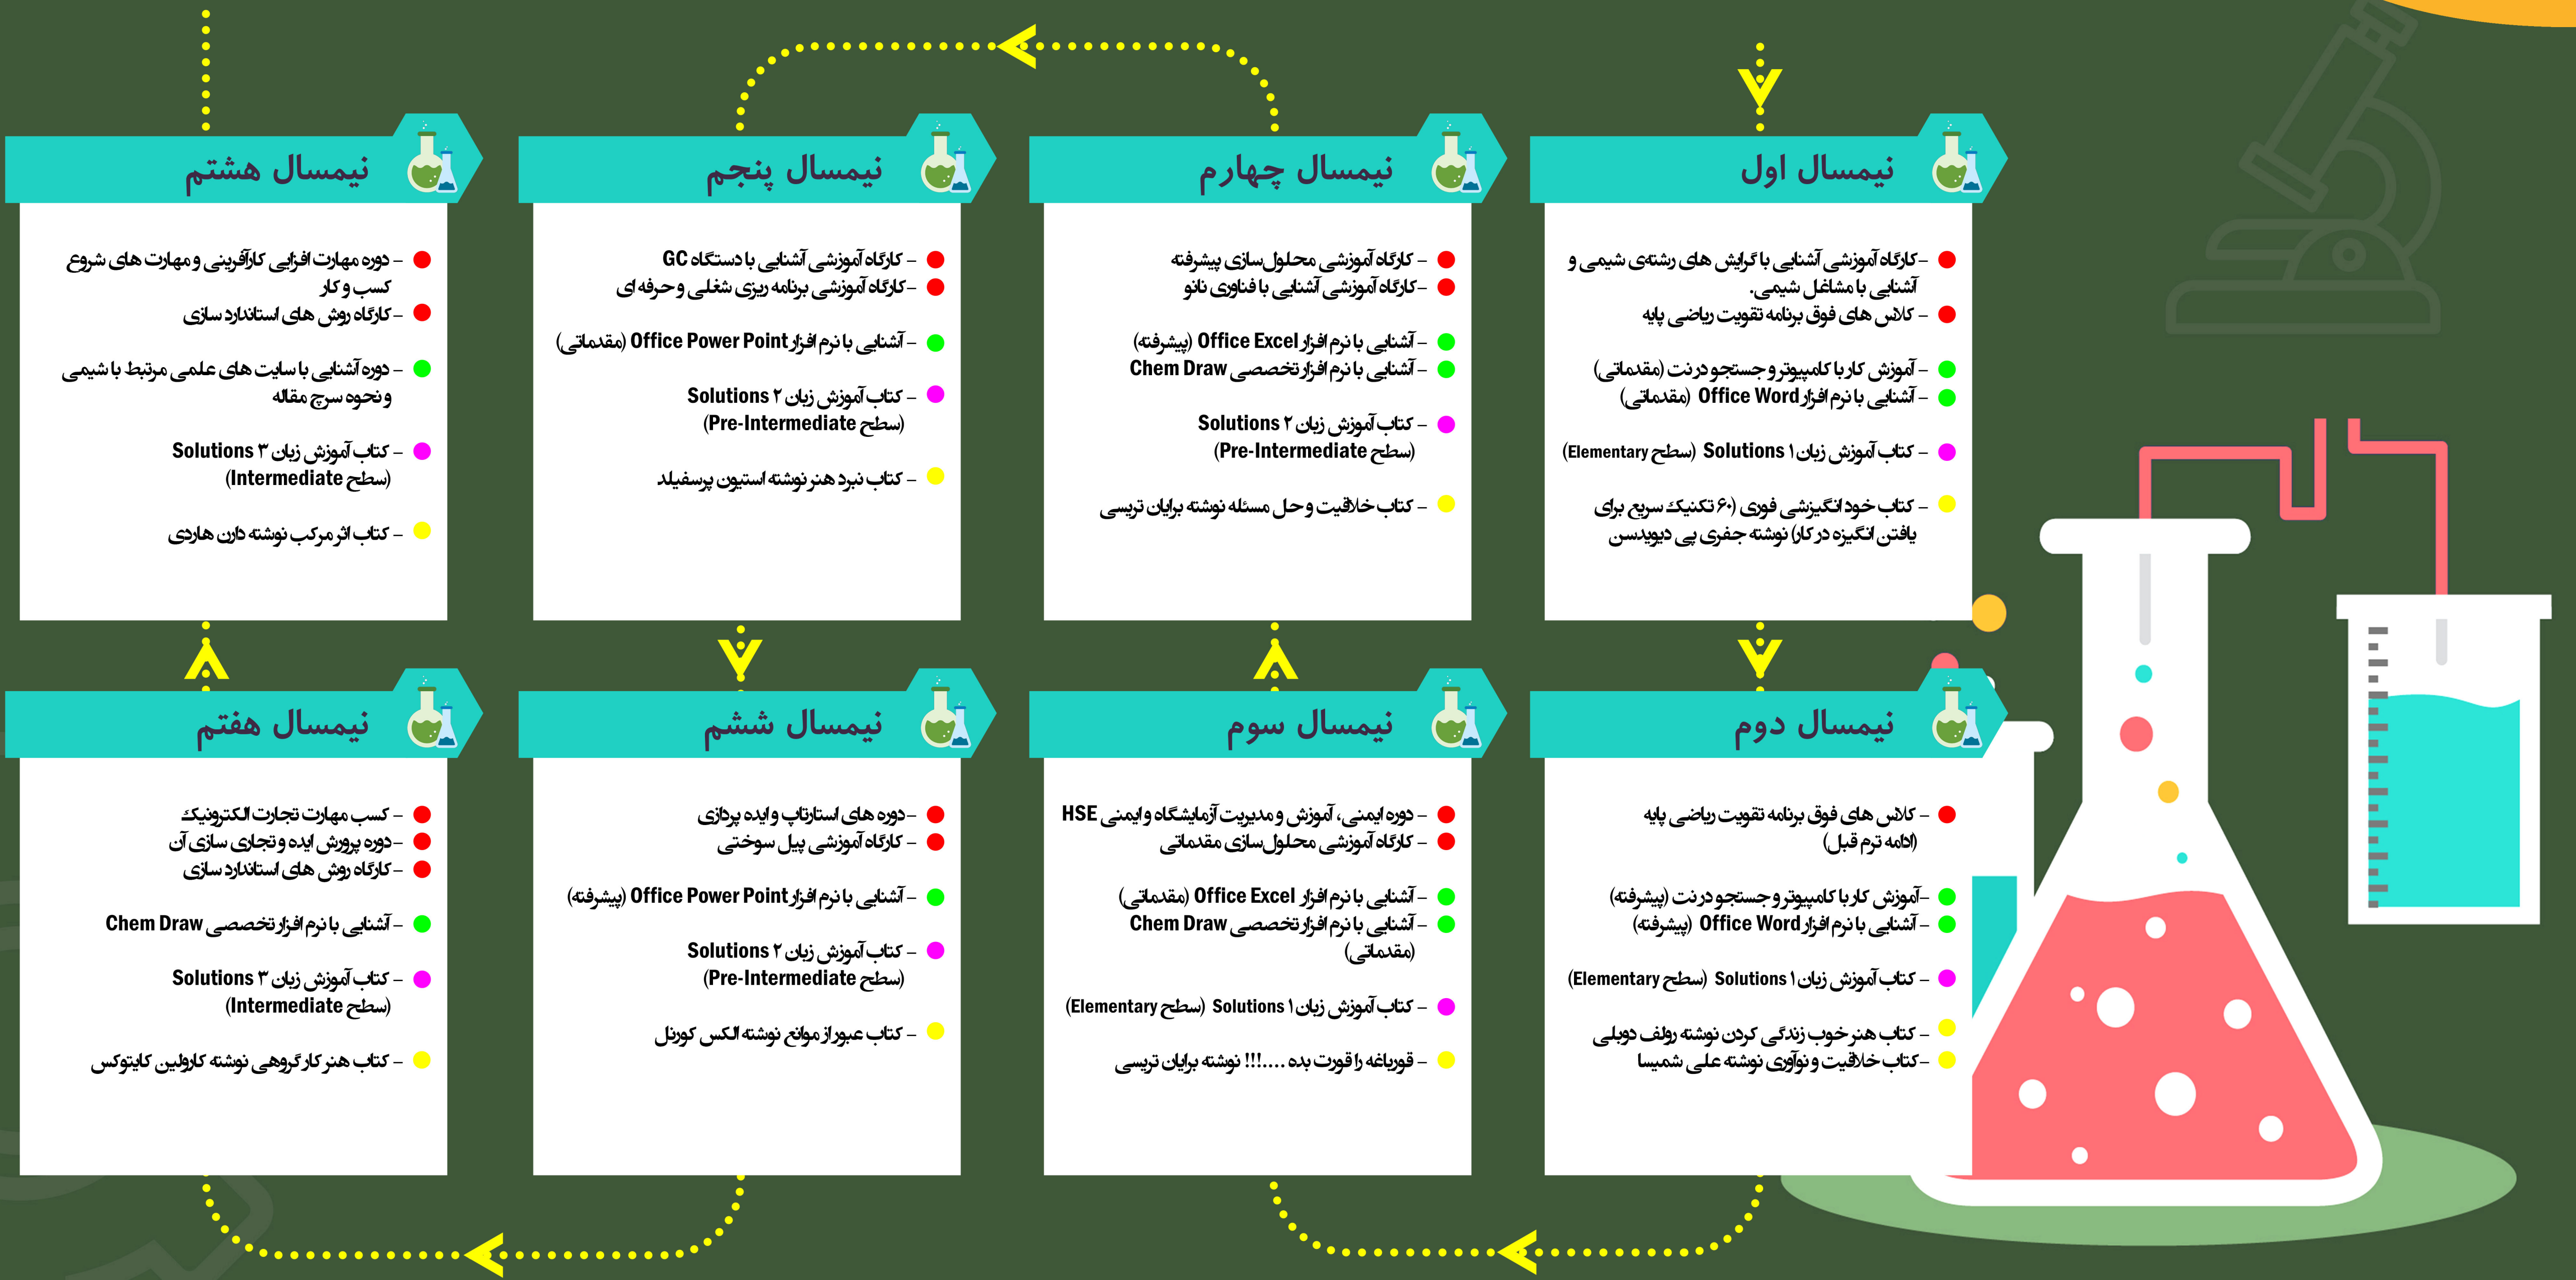 نیمسال اول
- کارگاه آموزشی آشنایی با گرایش های رشته‌ی شیمی و
آشنایی با مشاغل شیمی.
- کلاس های فوق برنامه تقویت ریاضی پایه
- آموزش کار با کامپیوتر و جستجو در نت (مقدماتی)
- آشنایی با نرم افزار Office Word (مقدماتی)
- کتاب آموزش زبان Solutions ۱ (سطح Elementary)
- کتاب خود انگیزشی فوری (۶۰ تکنیک سریع برای
یافتن انگیزه در کار) نوشته جفری پی دیویدسن
نیمسال دوم
- کلاس های فوق برنامه تقویت ریاضی پایه
(ادامه ترم قبل)
- آموزش کار با کامپیوتر و جستجو در نت (پیشرفته)
- آشنایی با نرم افزار Office Word (پیشرفته)
- کتاب آموزش زبان Solutions ۱ (سطح Elementary)
- کتاب هنر خوب زندگی کردن نوشته رولف دوبلی
- کتاب خلاقیت و نوآوری نوشته علی شمیسا
نیمسال سوم
- دوره ایمنی، آموزش و مدیریت آزمایشگاه و ایمنی HSE
- کارگاه آموزشی محلول‌سازی مقدماتی
- آشنایی با نرم افزار Office Excel (مقدماتی)
- آشنایی با نرم افزار تخصصی Chem Draw
(مقدماتی)
- کتاب آموزش زبان Solutions ۱ (سطح Elementary)
- قورباغه را قورت بده ....!!! نوشته برایان تریسی
نیمسال چهارم
- کارگاه آموزشی محلول‌سازی پیشرفته
- کارگاه آموزشی آشنایی با فناوری نانو
- آشنایی با نرم افزار Office Excel (پیشرفته)
- آشنایی با نرم افزار تخصصی Chem Draw
- کتاب آموزش زبان Solutions ۲
(سطح Pre-Intermediate)
- کتاب خلاقیت و حل مسئله نوشته برایان تریسی
نیمسال پنجم
- کارگاه آموزشی آشنایی با دستگاه GC
- کارگاه آموزشی برنامه ریزی شغلی و حرفه ای
- آشنایی با نرم افزار Office Power Point (مقدماتی)
- کتاب آموزش زبان Solutions ۲
(سطح Pre-Intermediate)
- کتاب نبرد هنر نوشته استیون پرسفیلد
نیمسال ششم
- دوره های استارتاپ و ایده پردازی
- کارگاه آموزشی پیل سوختی
- آشنایی با نرم افزار Office Power Point (پیشرفته)
- کتاب آموزش زبان Solutions ۲
(سطح Pre-Intermediate)
- کتاب عبور از موانع نوشته الکس کورنل
نیمسال هفتم
- کسب مهارت تجارت الکترونیک
- دوره پرورش ایده و تجاری سازی آن
- کارگاه روش های استاندارد سازی
- آشنایی با نرم افزار تخصصی Chem Draw
- کتاب آموزش زبان Solutions ۳
(سطح Intermediate)
- کتاب هنر کار گروهی نوشته کارولین کایتوکس
نیمسال هشتم
- دوره مهارت افزایی کارآفرینی و مهارت های شروع
کسب و کار
- کارگاه روش های استاندارد سازی
- دوره آشنایی با سایت های علمی مرتبط با شیمی
و نحوه سرچ مقاله
- کتاب آموزش زبان Solutions ۳
(سطح Intermediate)
- کتاب اثر مرکب نوشته دارن هاردی